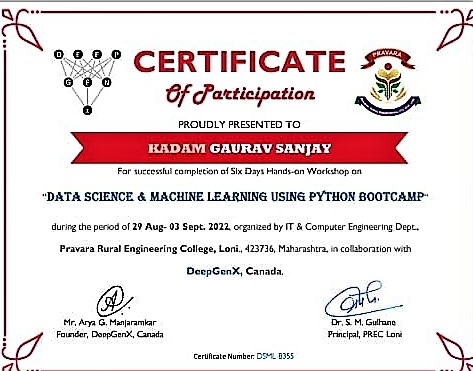 D E E P
G E N
X
CERTIFICATE
Of Participation
PRAVARA
PROUDLY PRESENTED TO
KADAM GAURAV SANJAY
For successful completion of Six Days Hands-on Workshop on
"DATA SCIENCE & MACHINE LEARNING USING PYTHON BOOTCAMP"
during the period of 29 Aug- 03 Sept. 2022, organized by IT & Computer Engineering Dept.,
Pravara Rural Engineering College, Loni., 423736, Maharashtra, in collaboration with
DeepGenX, Canada.
Mr. Arya G. Manjaramkar
Founder, DeepGenX, Canada
Dr. S. M. Gulhane
Principal, PREC Loni
Certificate Number: DSML B355